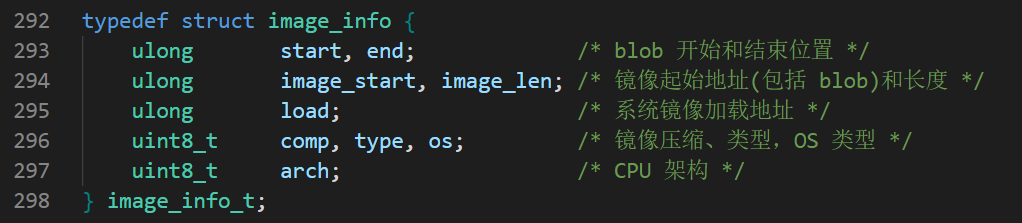 292 typedef struct image_info {
293     ulong       start, end;             /* blob 开始和结束位置 */
294     ulong       image_start, image_len; /* 镜像起始地址(包括 blob)和长度 */
295     ulong       load;                   /* 系统镜像加载地址 */
296     uint8_t     comp, type, os;         /* 镜像压缩、类型，OS 类型 */
297     uint8_t     arch;                   /* CPU 架构 */
298 } image_info_t;